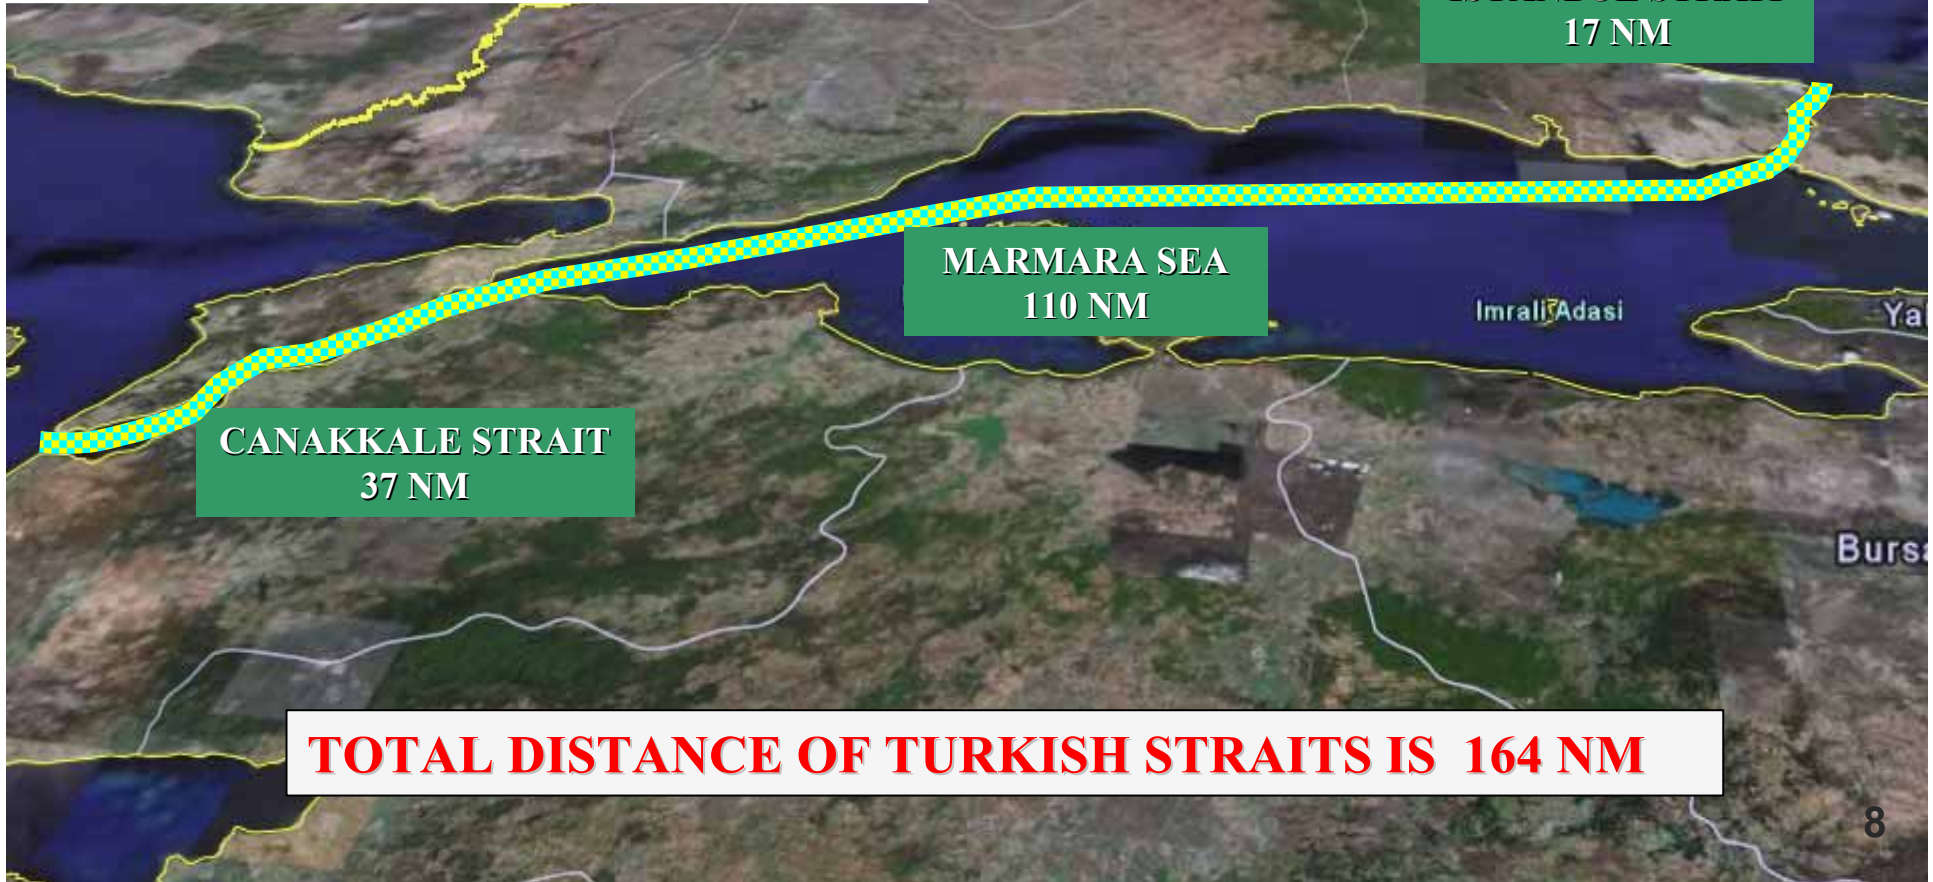 17 NM
MARMARA SEA
110 NM
Imrali Adasi
CANAKKALE STRAIT
37 NM
TOTAL DISTANCE OF TURKISH STRAITS IS 164 NM
8